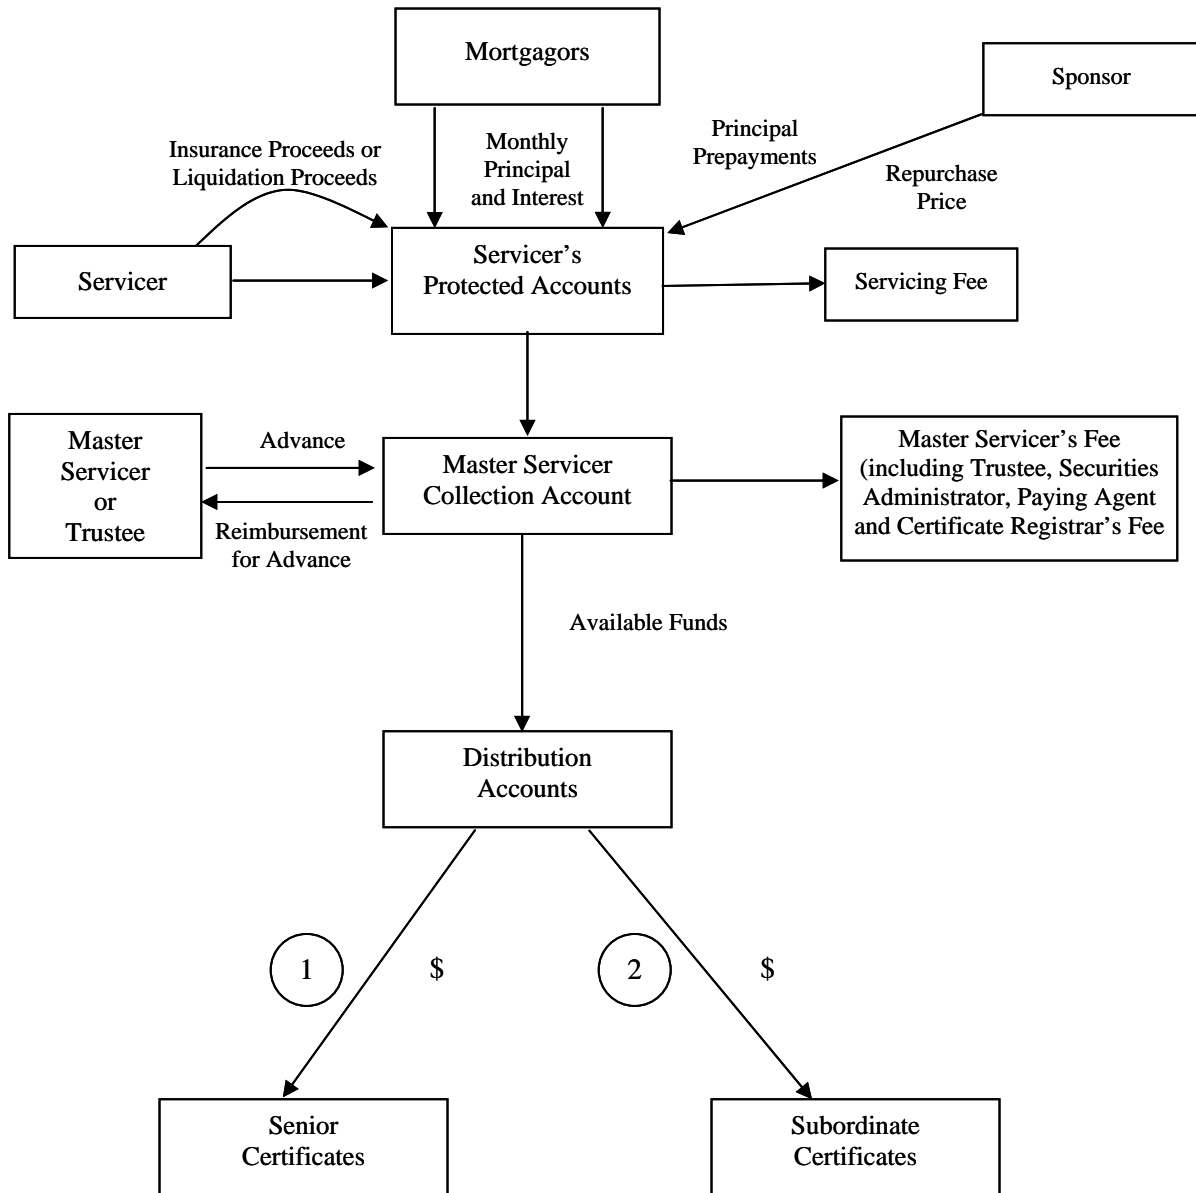 Mortgagors
Sponsor
Insurance Proceeds or
Liquidation Proceeds
Monthly
Principal
and Interest
Principal
Prepayments
Repurchase
Price
Servicer
Servicer’s
Protected Accounts
Servicing Fee
Master
Servicer
or
Trustee
Advance
Reimbursement
for Advance
Master Servicer
Collection Account
Master Servicer’s Fee
(including Trustee, Securities
Administrator, Paying Agent
and Certificate Registrar’s Fee
Available Funds
Distribution
Accounts
1
$
2
$
Senior
Certificates
Subordinate
Certificates